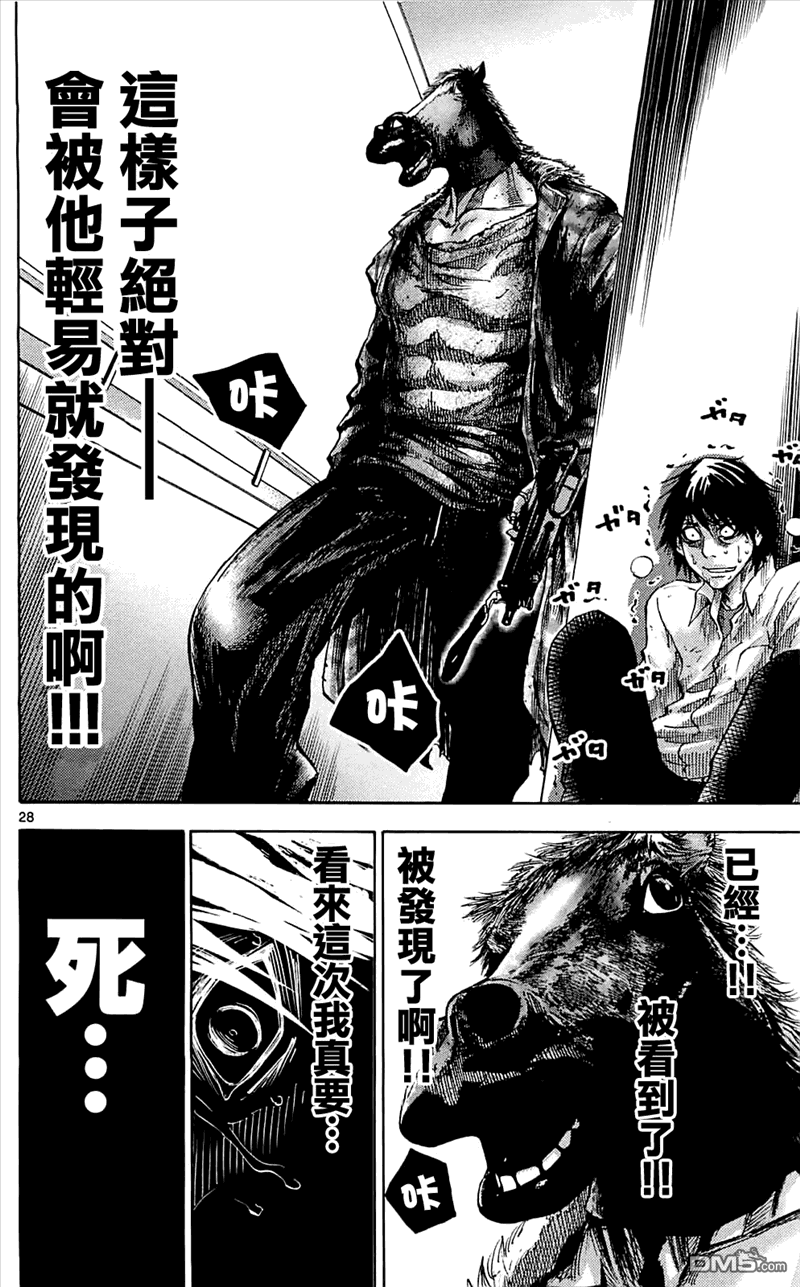 這樣子絕對——
會被他輕易就發現的啊!!!
咔
咔
ガタ
ガタ
ガタ
ガタ
ガタ
ガタ
ガタ
28
已經…!!
被看到了!!
被發現了啊!!
咔
看來這次我真要…
死…
DM5.com